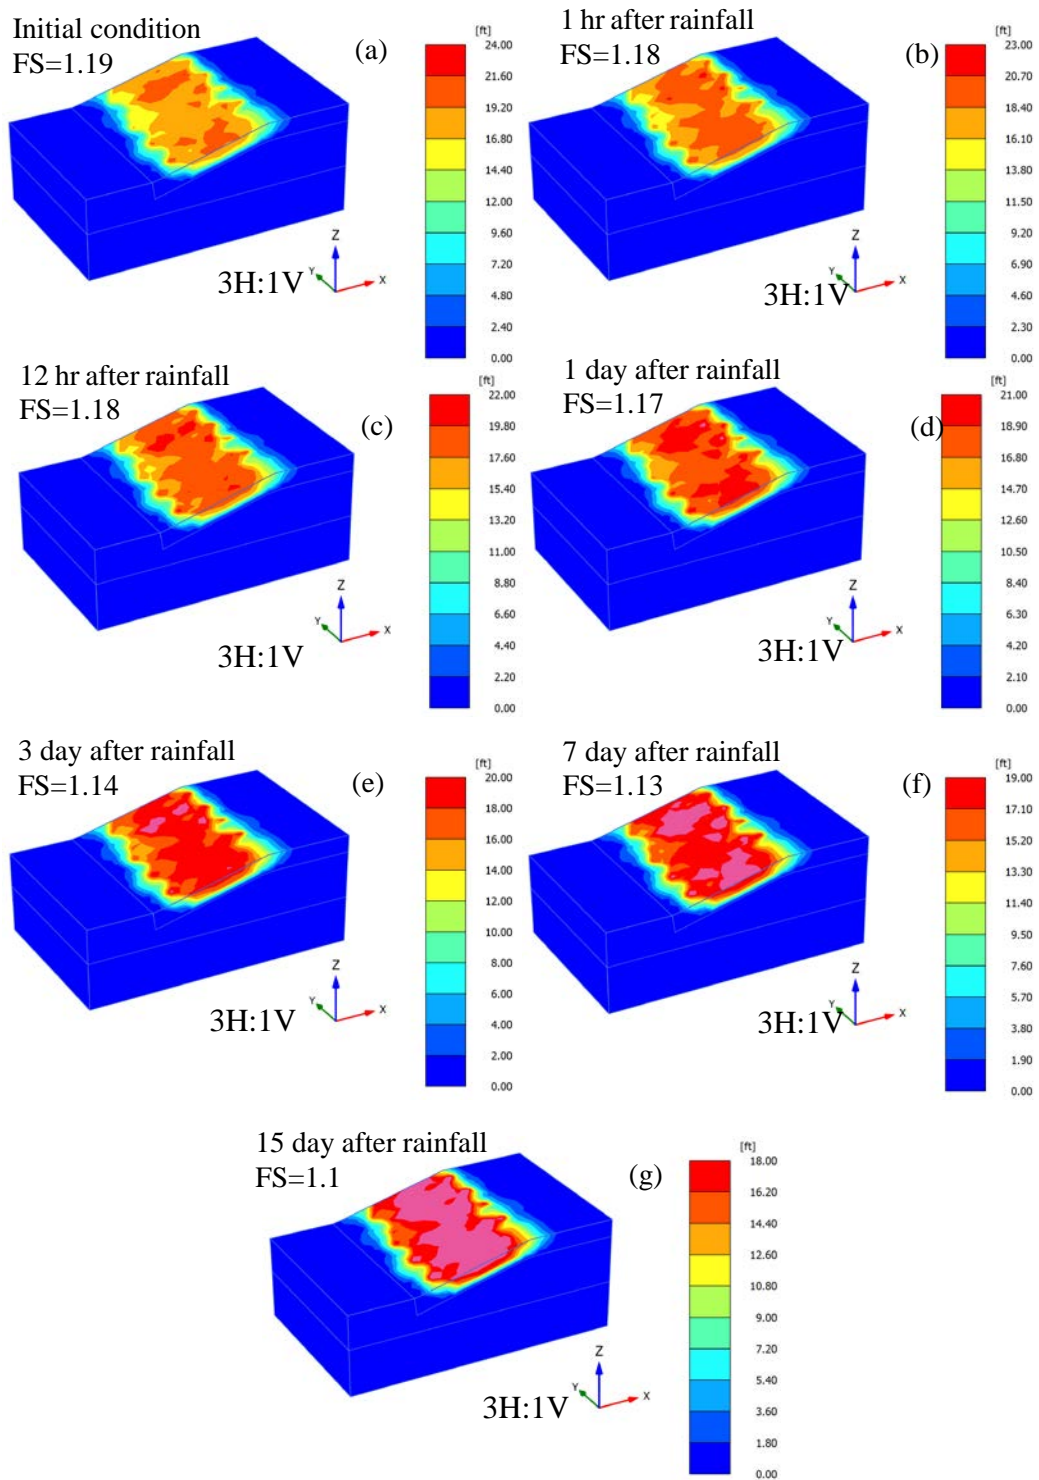 Initial condition
FS=1.19
(a)
[ft]
24.00
21.60
19.20
16.80
14.40
12.00
9.60
7.20
4.80
2.40
0.00
Z
Y
X
3H:1V
1 hr after rainfall
FS=1.18
(b)
[ft]
23.00
20.70
18.40
16.10
13.80
11.50
9.20
6.90
4.60
2.30
0.00
Z
Y
X
3H:1V
12 hr after rainfall
FS=1.18
(c)
[ft]
22.00
19.80
17.60
15.40
13.20
11.00
8.80
6.60
4.40
2.20
0.00
Z
Y
X
3H:1V
1 day after rainfall
FS=1.17
(d)
[ft]
21.00
18.90
16.80
14.70
12.60
10.50
8.40
6.30
4.20
2.10
0.00
Z
Y
X
3H:1V
3 day after rainfall
FS=1.14
(e)
[ft]
20.00
18.00
16.00
14.00
12.00
10.00
8.00
6.00
4.00
2.00
0.00
Z
Y
X
3H:1V
7 day after rainfall
FS=1.13
(f)
[ft]
19.00
17.10
15.20
13.30
11.40
9.50
7.60
5.70
3.80
1.90
0.00
Z
Y
X
3H:1V
15 day after rainfall
FS=1.1
(g)
[ft]
18.00
16.20
14.40
12.60
10.80
9.00
7.20
5.40
3.60
1.80
0.00
Z
Y
X
3H:1V